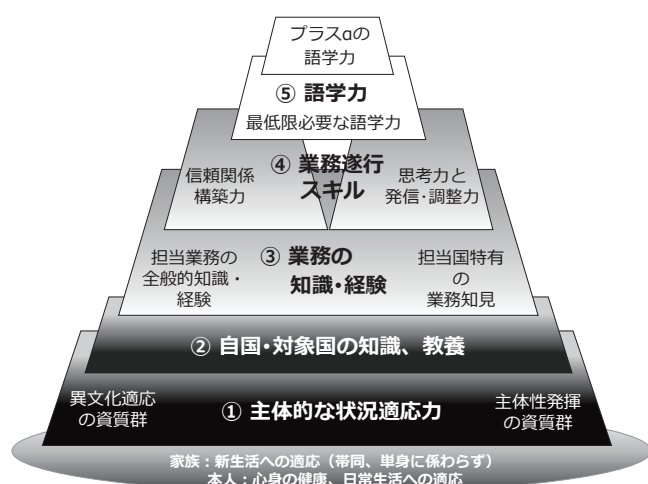 プラスαの
語学力
⑤ 語学力
最低限必要な語学力
④ 業務遂行
スキル
信頼関係
構築力
思考力と
発信･調整力
③ 業務の
知識･経験
担当業務の
全般的知識・
経験
担当国特有
の
業務知見
② 自国･対象国の知識、教養
① 主体的な状況適応力
異文化適応
の資質群
主体性発揮
の資質群
家族：新生活への適応（帯同、単身に係わらず）
本人：心身の健康、日常生活への適応